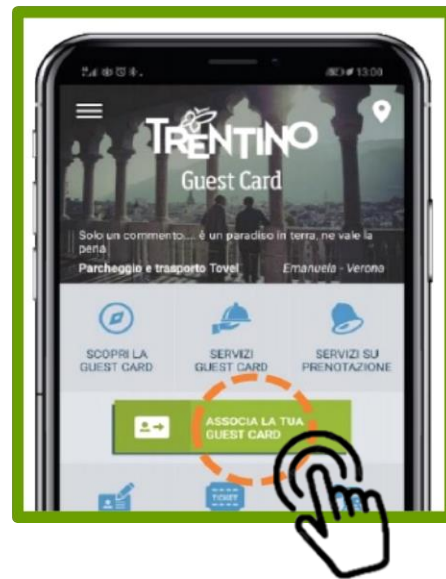 13:00
TRENTINO
Guest Card
Solo un commento.... è un paradiso in terra, ne vale la
pena
Parcheggio e trasporto Tovel Emanuela - Verona
SCOPRI LA
GUEST CARD
SERVIZI
GUEST CARD
SERVIZI SU
PRENOTAZIONE
ASSOCIA LA TUA
GUEST CARD
TICKET